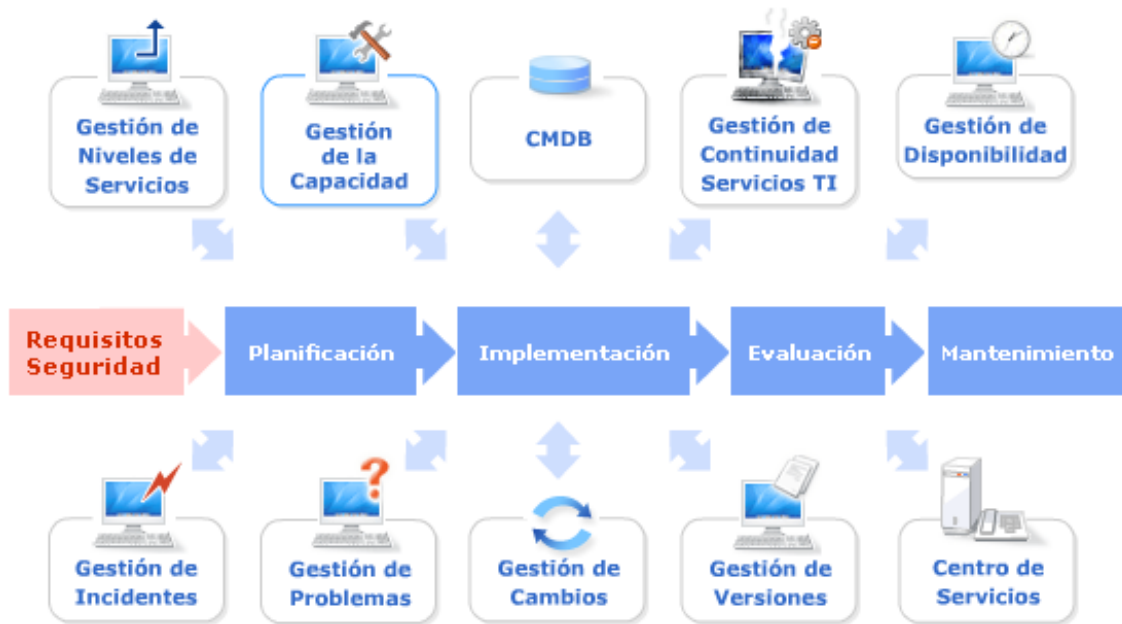 Gestión de
Niveles de
Servicios
Gestión
de la
Capacidad
CMDB
Gestión de
Continuidad
Servicios TI
Gestión de
Disponibilidad
Requisitos
Seguridad
Planificación
Implementación
Evaluación
Mantenimiento
?
Gestión de
Incidentes
Gestión de
Problemas
Gestión de
Cambios
Gestión de
Versiones
Centro de
Servicios